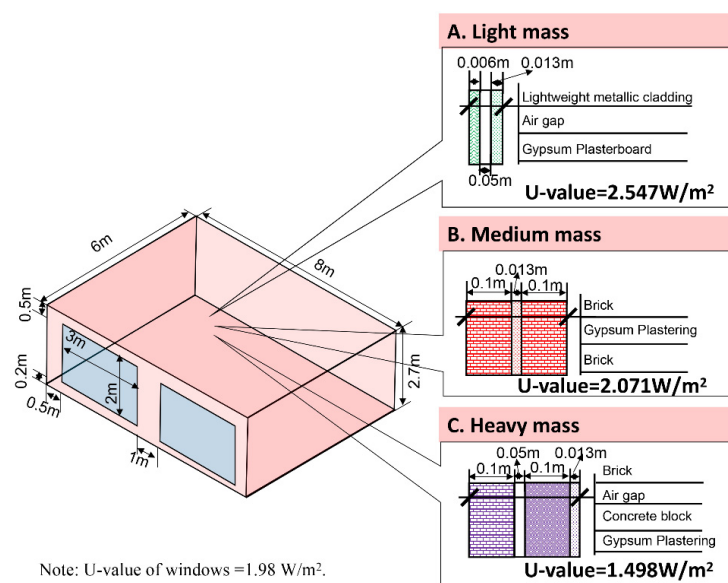 A. Light mass
0.006m
0.013m
Lightweight metallic cladding
Air gap
Gypsum Plasterboard
0.05m
U-value=2.547W/m²
B. Medium mass
0.013m
0.1m
0.1m
Brick
Gypsum Plastering
Brick
U-value=2.071W/m²
C. Heavy mass
0.05m
0.013m
0.1m
0.1m
Brick
Air gap
Concrete block
Gypsum Plastering
U-value=1.498W/m²
6m
8m
0.5m
3m
2m
2.7m
0.2m
0.5m
1m
Note: U-value of windows =1.98 W/m².